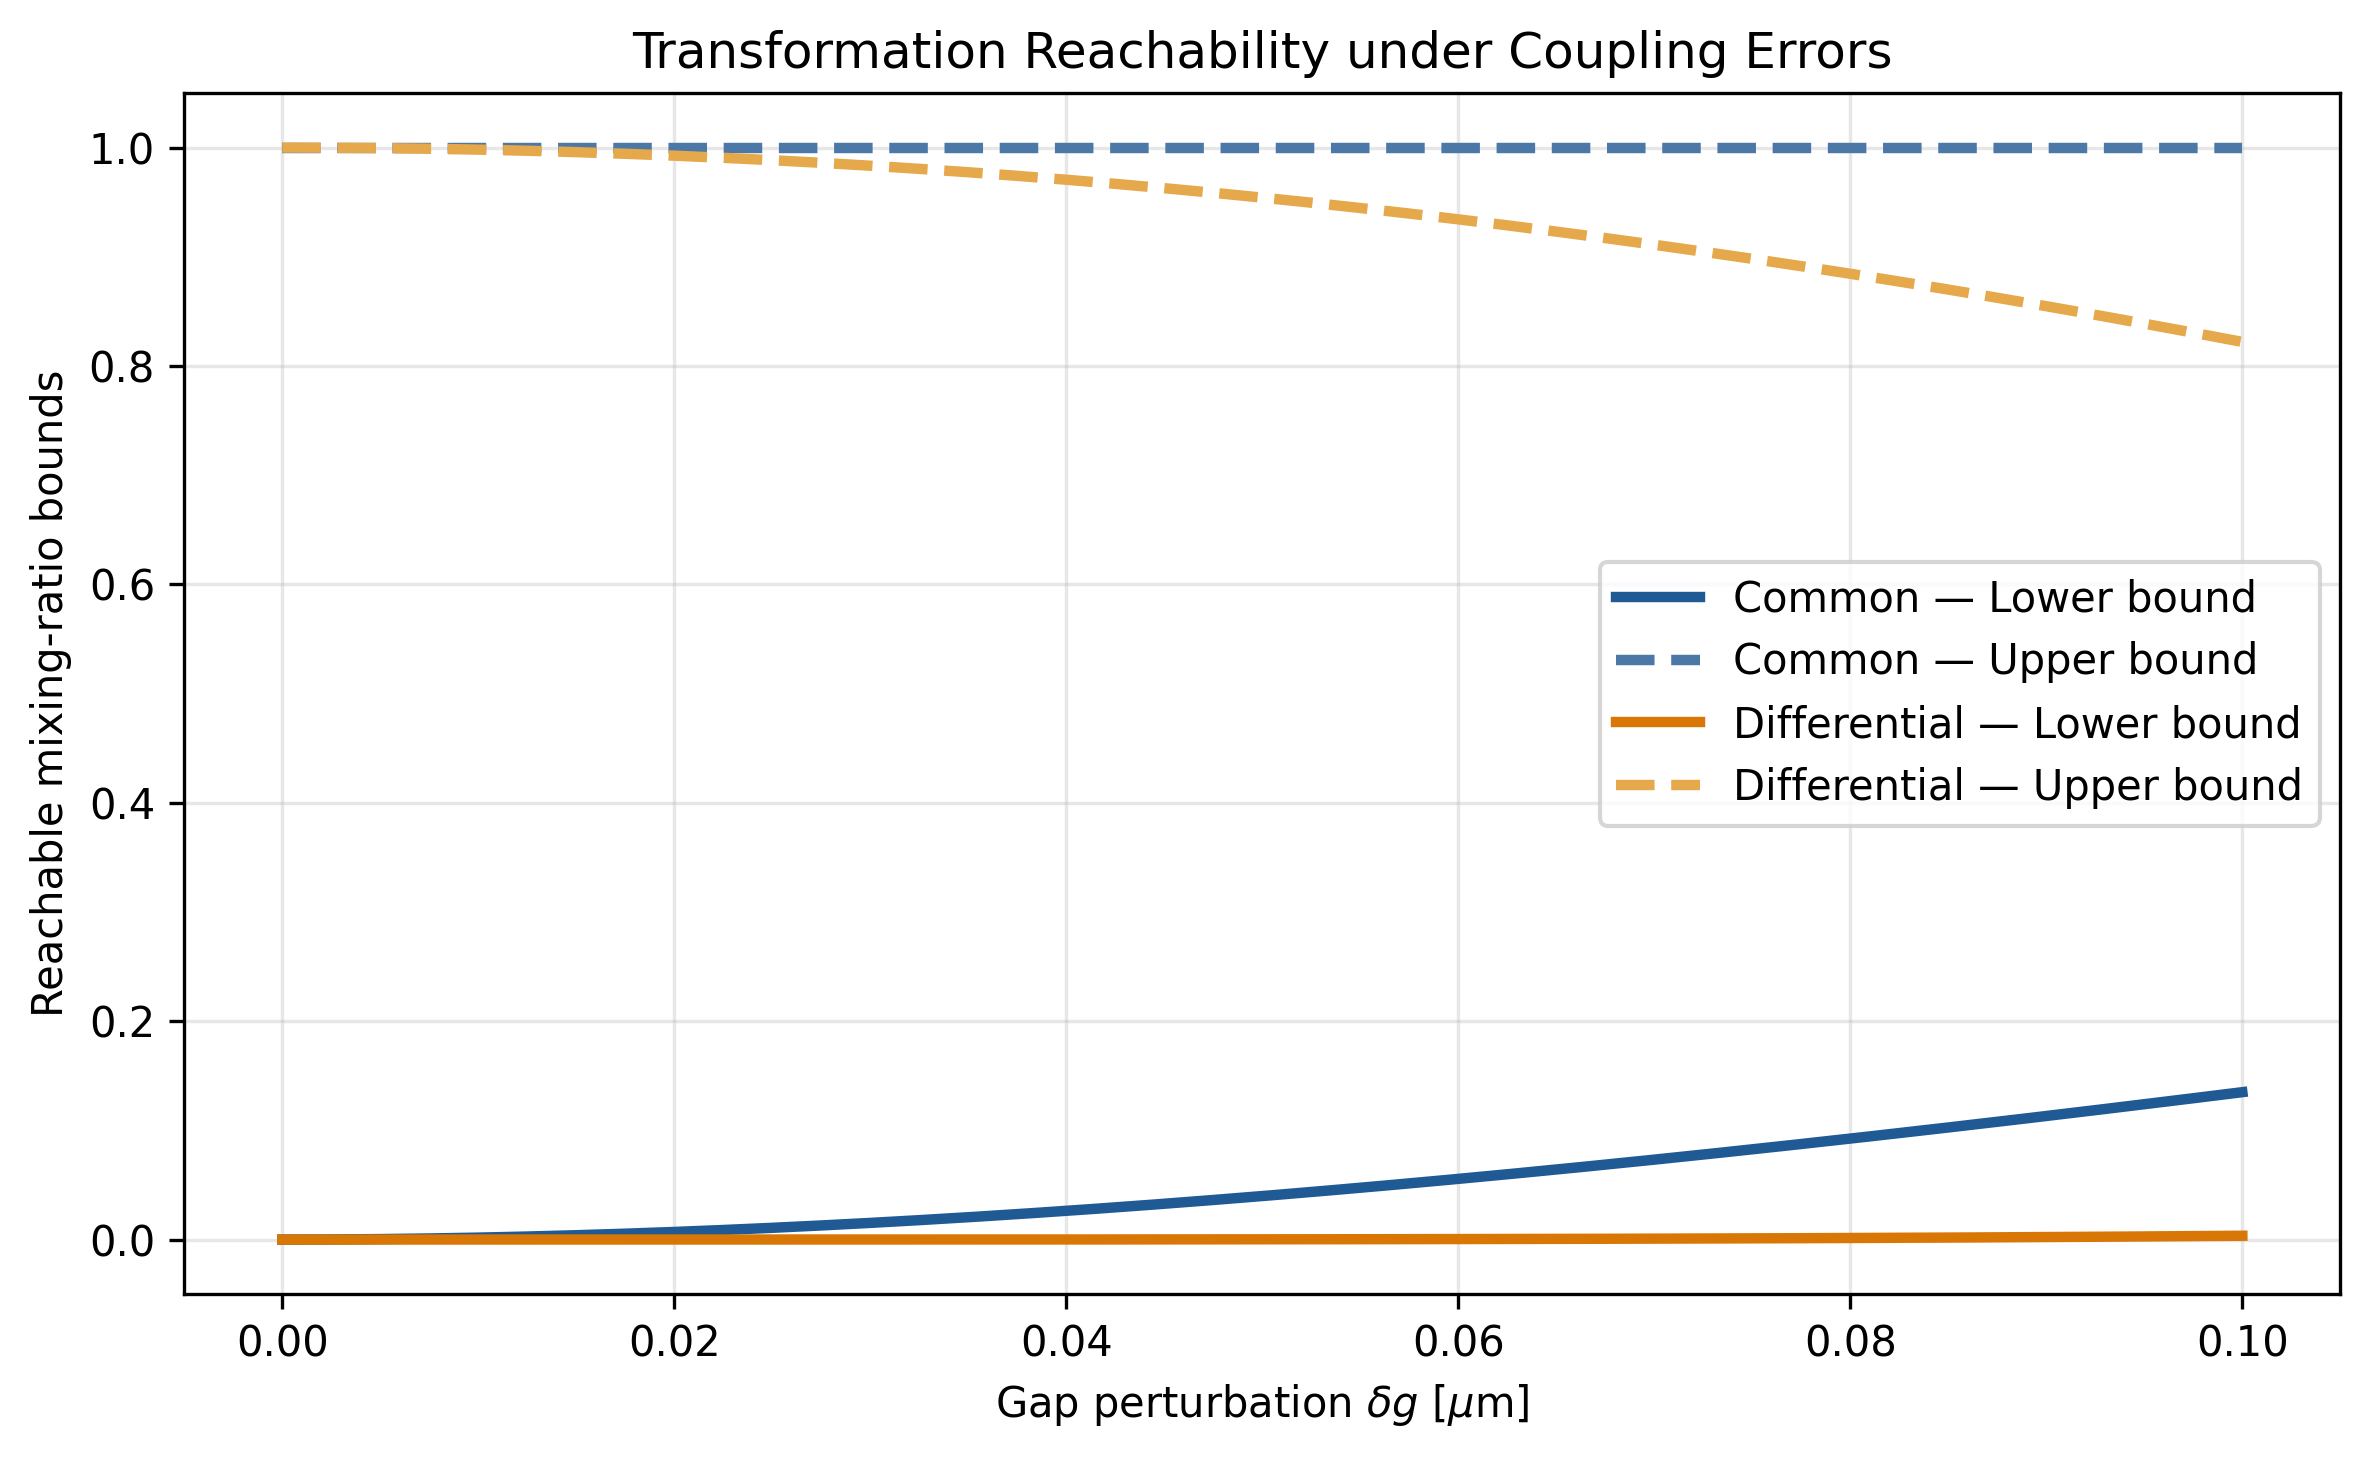 Transformation Reachability under Coupling Errors
Reachable mixing-ratio bounds
1.0
0.8
0.6
0.4
0.2
0.0
Common — Lower bound
Common — Upper bound
Differential — Lower bound
Differential — Upper bound
0.00 0.02 0.04 0.06 0.08 0.10
Gap perturbation δg [μm]